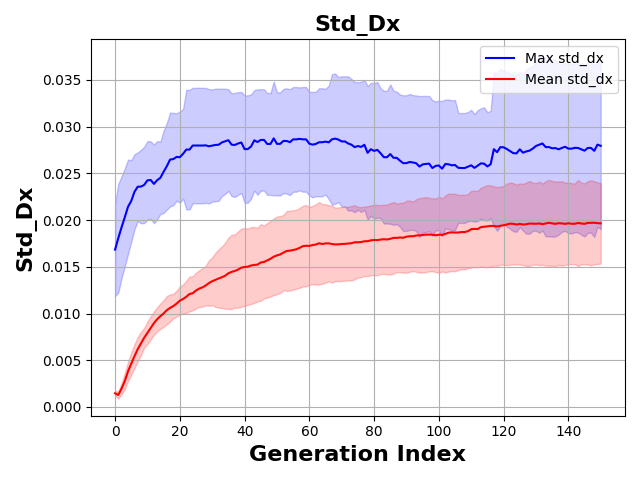 Std_Dx
Max std_dx
Mean std_dx
Std_Dx
0.035
0.030
0.025
0.020
0.015
0.010
0.005
0.000
0 20 40 60 80 100 120 140
Generation Index